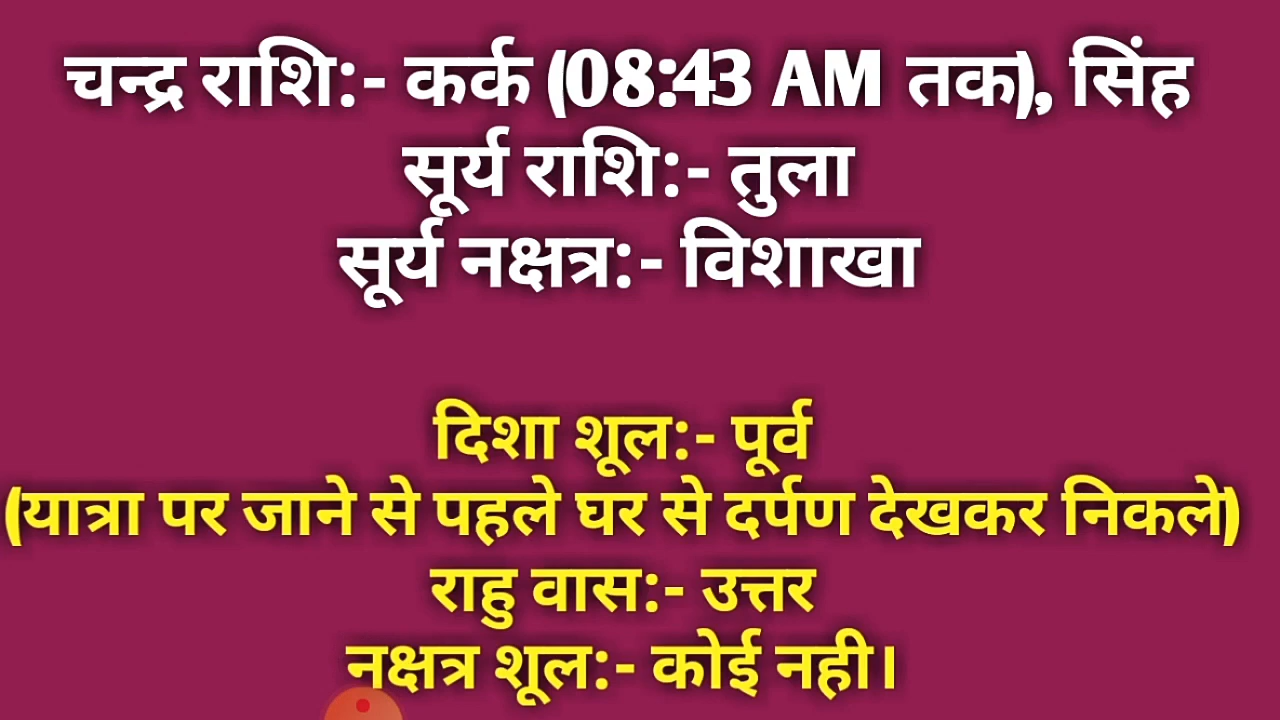 चन्द्र राशि:- कर्क (08:43 AM तक), सिंह
सूर्य राशि:- तुला
सूर्य नक्षत्र:- विशाखा
दिशा शूल:- पूर्व
(यात्रा पर जाने से पहले घर से दर्पण देखकर निकले)
राहु वास:- उत्तर
नक्षत्र शूल:- कोई नही।